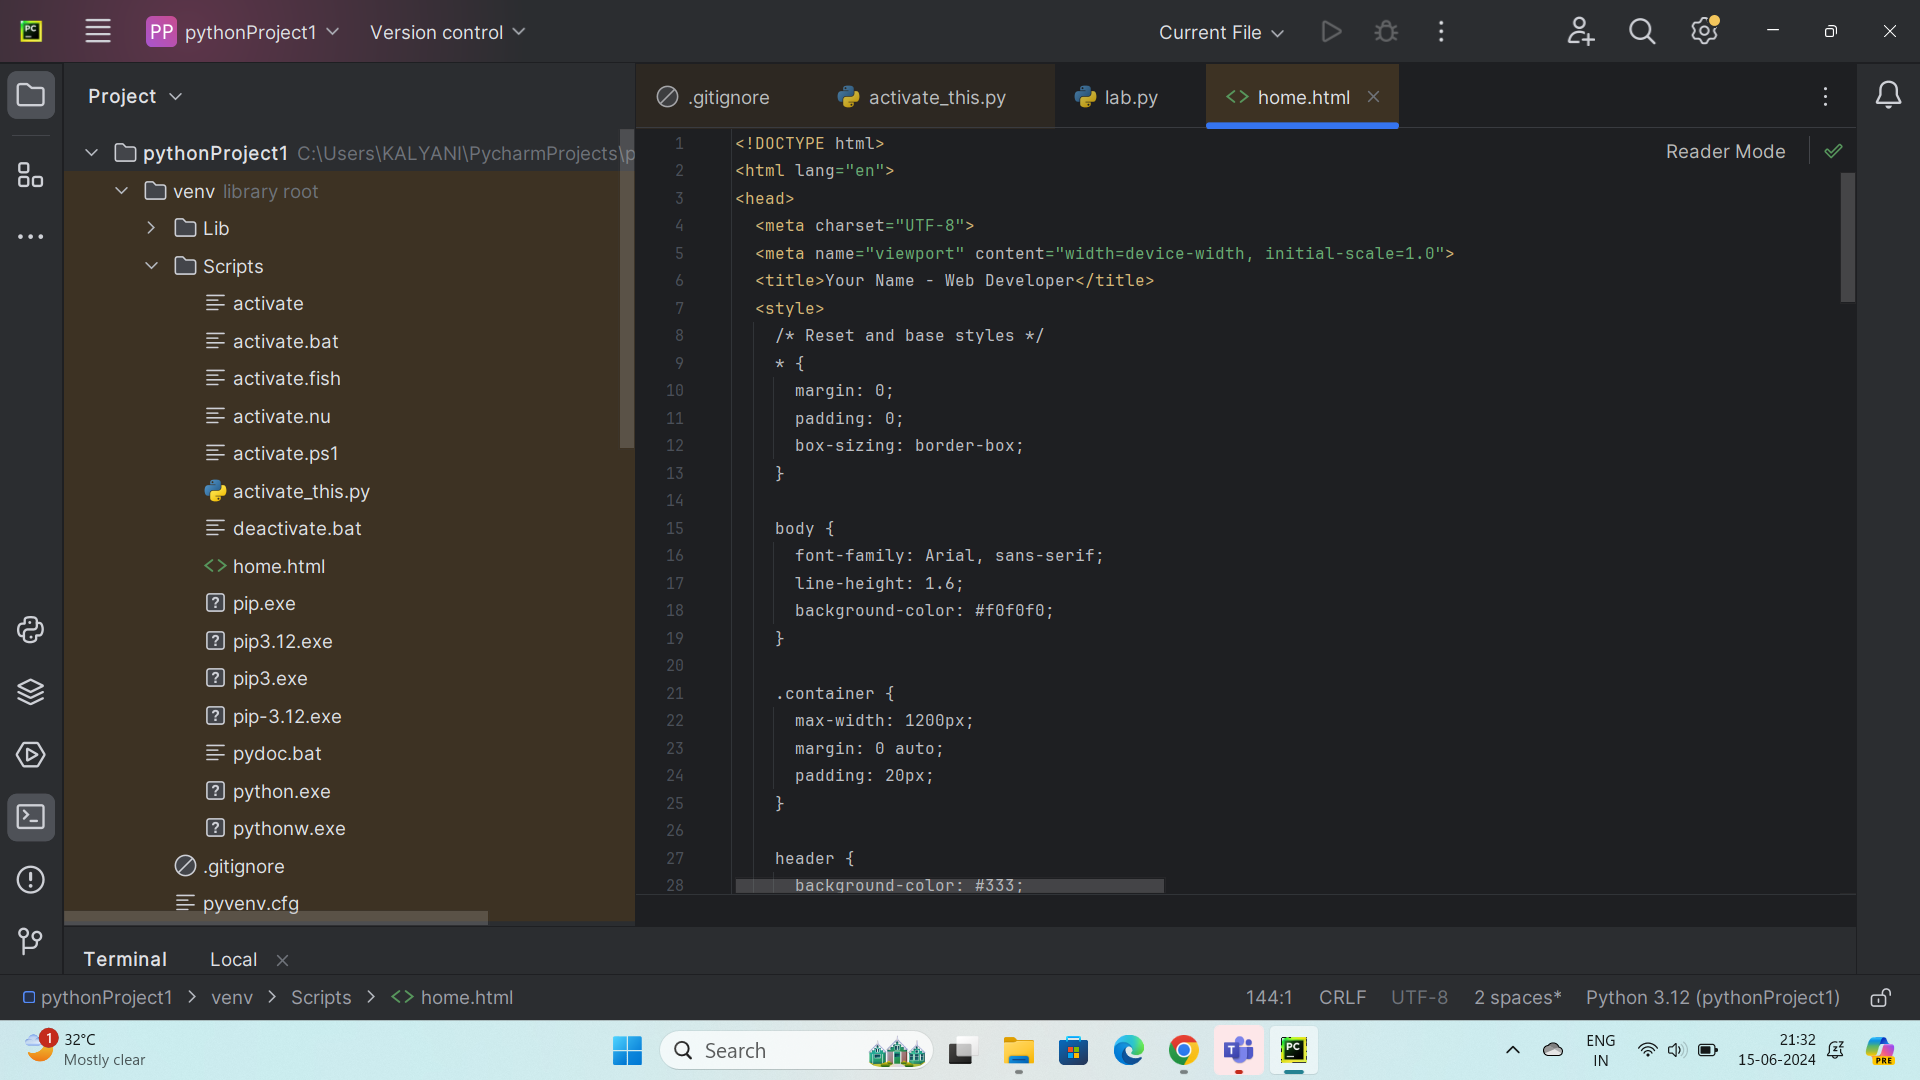 PC
PP pythonProject1
Version control
Current File
Project
.gitignore
activate_this.py
lab.py
<> home.html
pythonProject1 C:\Users\KALYANI\PycharmProjects\p
venv library root
Lib
Scripts
activate
activate.bat
activate.fish
activate.nu
activate.ps1
activate_this.py
deactivate.bat
<> home.html
? pip.exe
? pip3.12.exe
? pip3.exe
? pip-3.12.exe
pydoc.bat
? python.exe
? pythonw.exe
.gitignore
pyvenv.cfg
Reader Mode
1 <!DOCTYPE html>
2 <html lang="en">
3 <head>
4 <meta charset="UTF-8">
5 <meta name="viewport" content="width=device-width, initial-scale=1.0">
6 <title>Your Name - Web Developer</title>
7 <style>
8 /* Reset and base styles */
9 * {
10 margin: 0;
11 padding: 0;
12 box-sizing: border-box;
13 }
14
15 body {
16 font-family: Arial, sans-serif;
17 line-height: 1.6;
18 background-color: #f0f0f0;
19 }
20
21 .container {
22 max-width: 1200px;
23 margin: 0 auto;
24 padding: 20px;
25 }
26
27 header {
28 background-color: #333;
Terminal
Local
pythonProject1 > venv > Scripts > <> home.html
144:1 CRLF UTF-8 2 spaces* Python 3.12 (pythonProject1)
1
32°C
Mostly clear
Search
PC
ENG
IN
21:32
15-06-2024
PRE